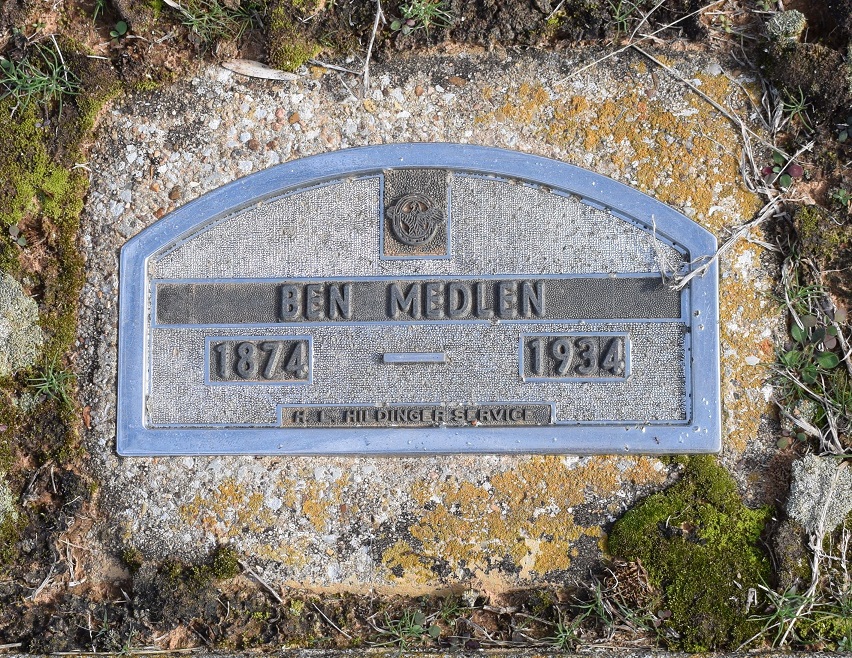 BEN MEDLEN
1874 — 1934
A. L. HILDINGER SERVICE